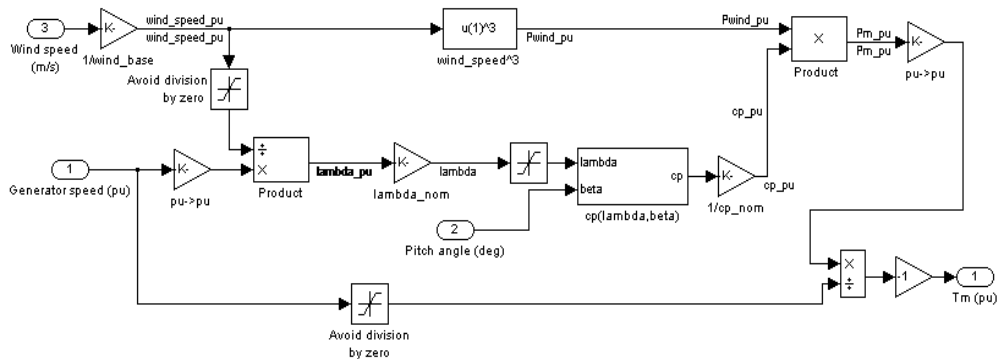 3
Wind speed
(m/s)
K-
1/wind_base
wind_speed_pu
wind_speed_pu
u(1)^3
wind_speed^3
Pwind_pu
×
Product
Pm_pu
Pm_pu
K-
pu->pu
Avoid division
by zero
cp_pu
1
Generator speed (pu)
K-
pu->pu
÷
×
Product
lambda_pu
K-
lambda_nom
lambda
lambda
beta
cp
cp(lambda,beta)
K-
1/cp_nom
cp_pu
2
Pitch angle (deg)
×
÷
-1
1
Tm (pu)
Avoid division
by zero